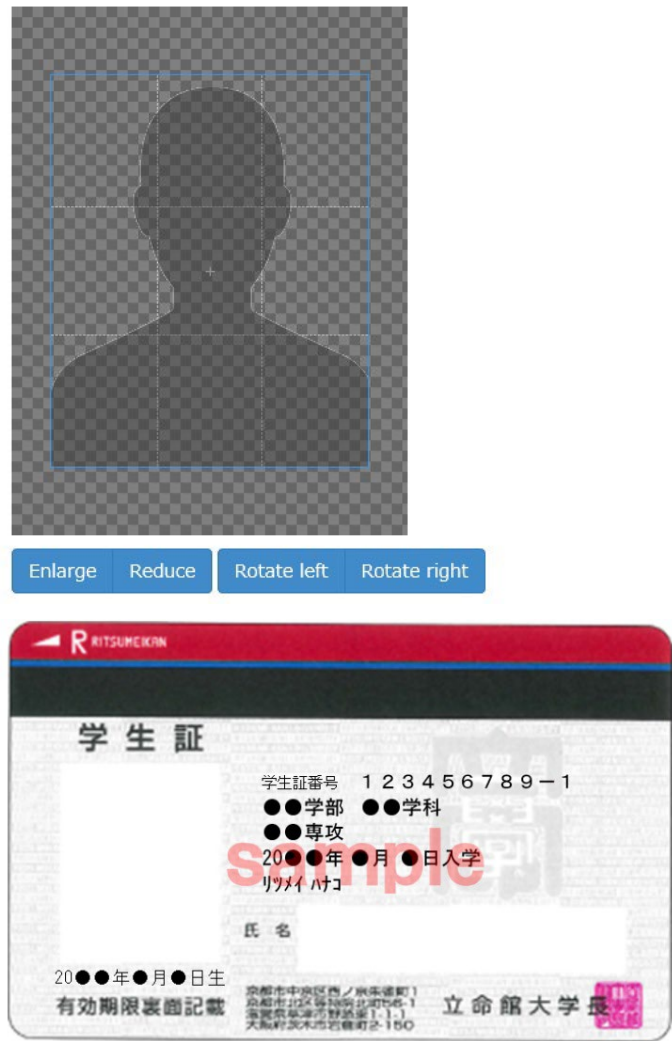 Enlarge Reduce Rotate left Rotate right
RITSUMEIKAN
学生証
学生証番号 123456789-1
●●学部 ●●学科
●●専攻
20●●年●月●日入学
sample
リツメイ ハナコ
氏名
20●●年●月●日生
有効期限裏面記載
立命館大学長